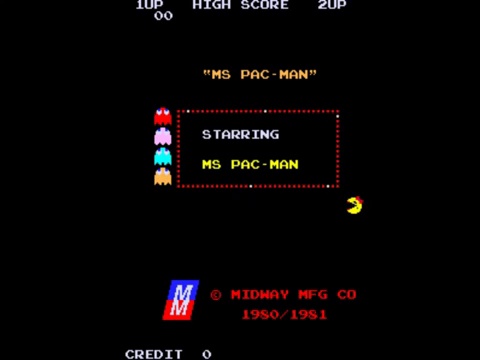 1UP HIGH SCORE 2UP
00
"MS PAC-MAN"
STARRING
MS PAC-MAN
MM
© MIDWAY MFG CO
1980/1981
CREDIT 0